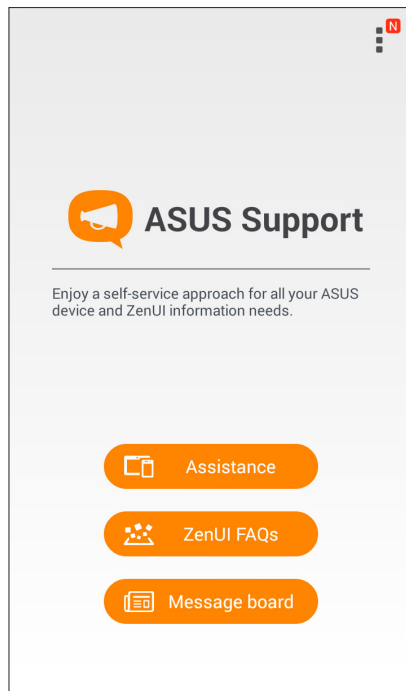 N
ASUS Support
Enjoy a self-service approach for all your ASUS
device and ZenUI information needs.
Assistance
ZenUI FAQs
Message board